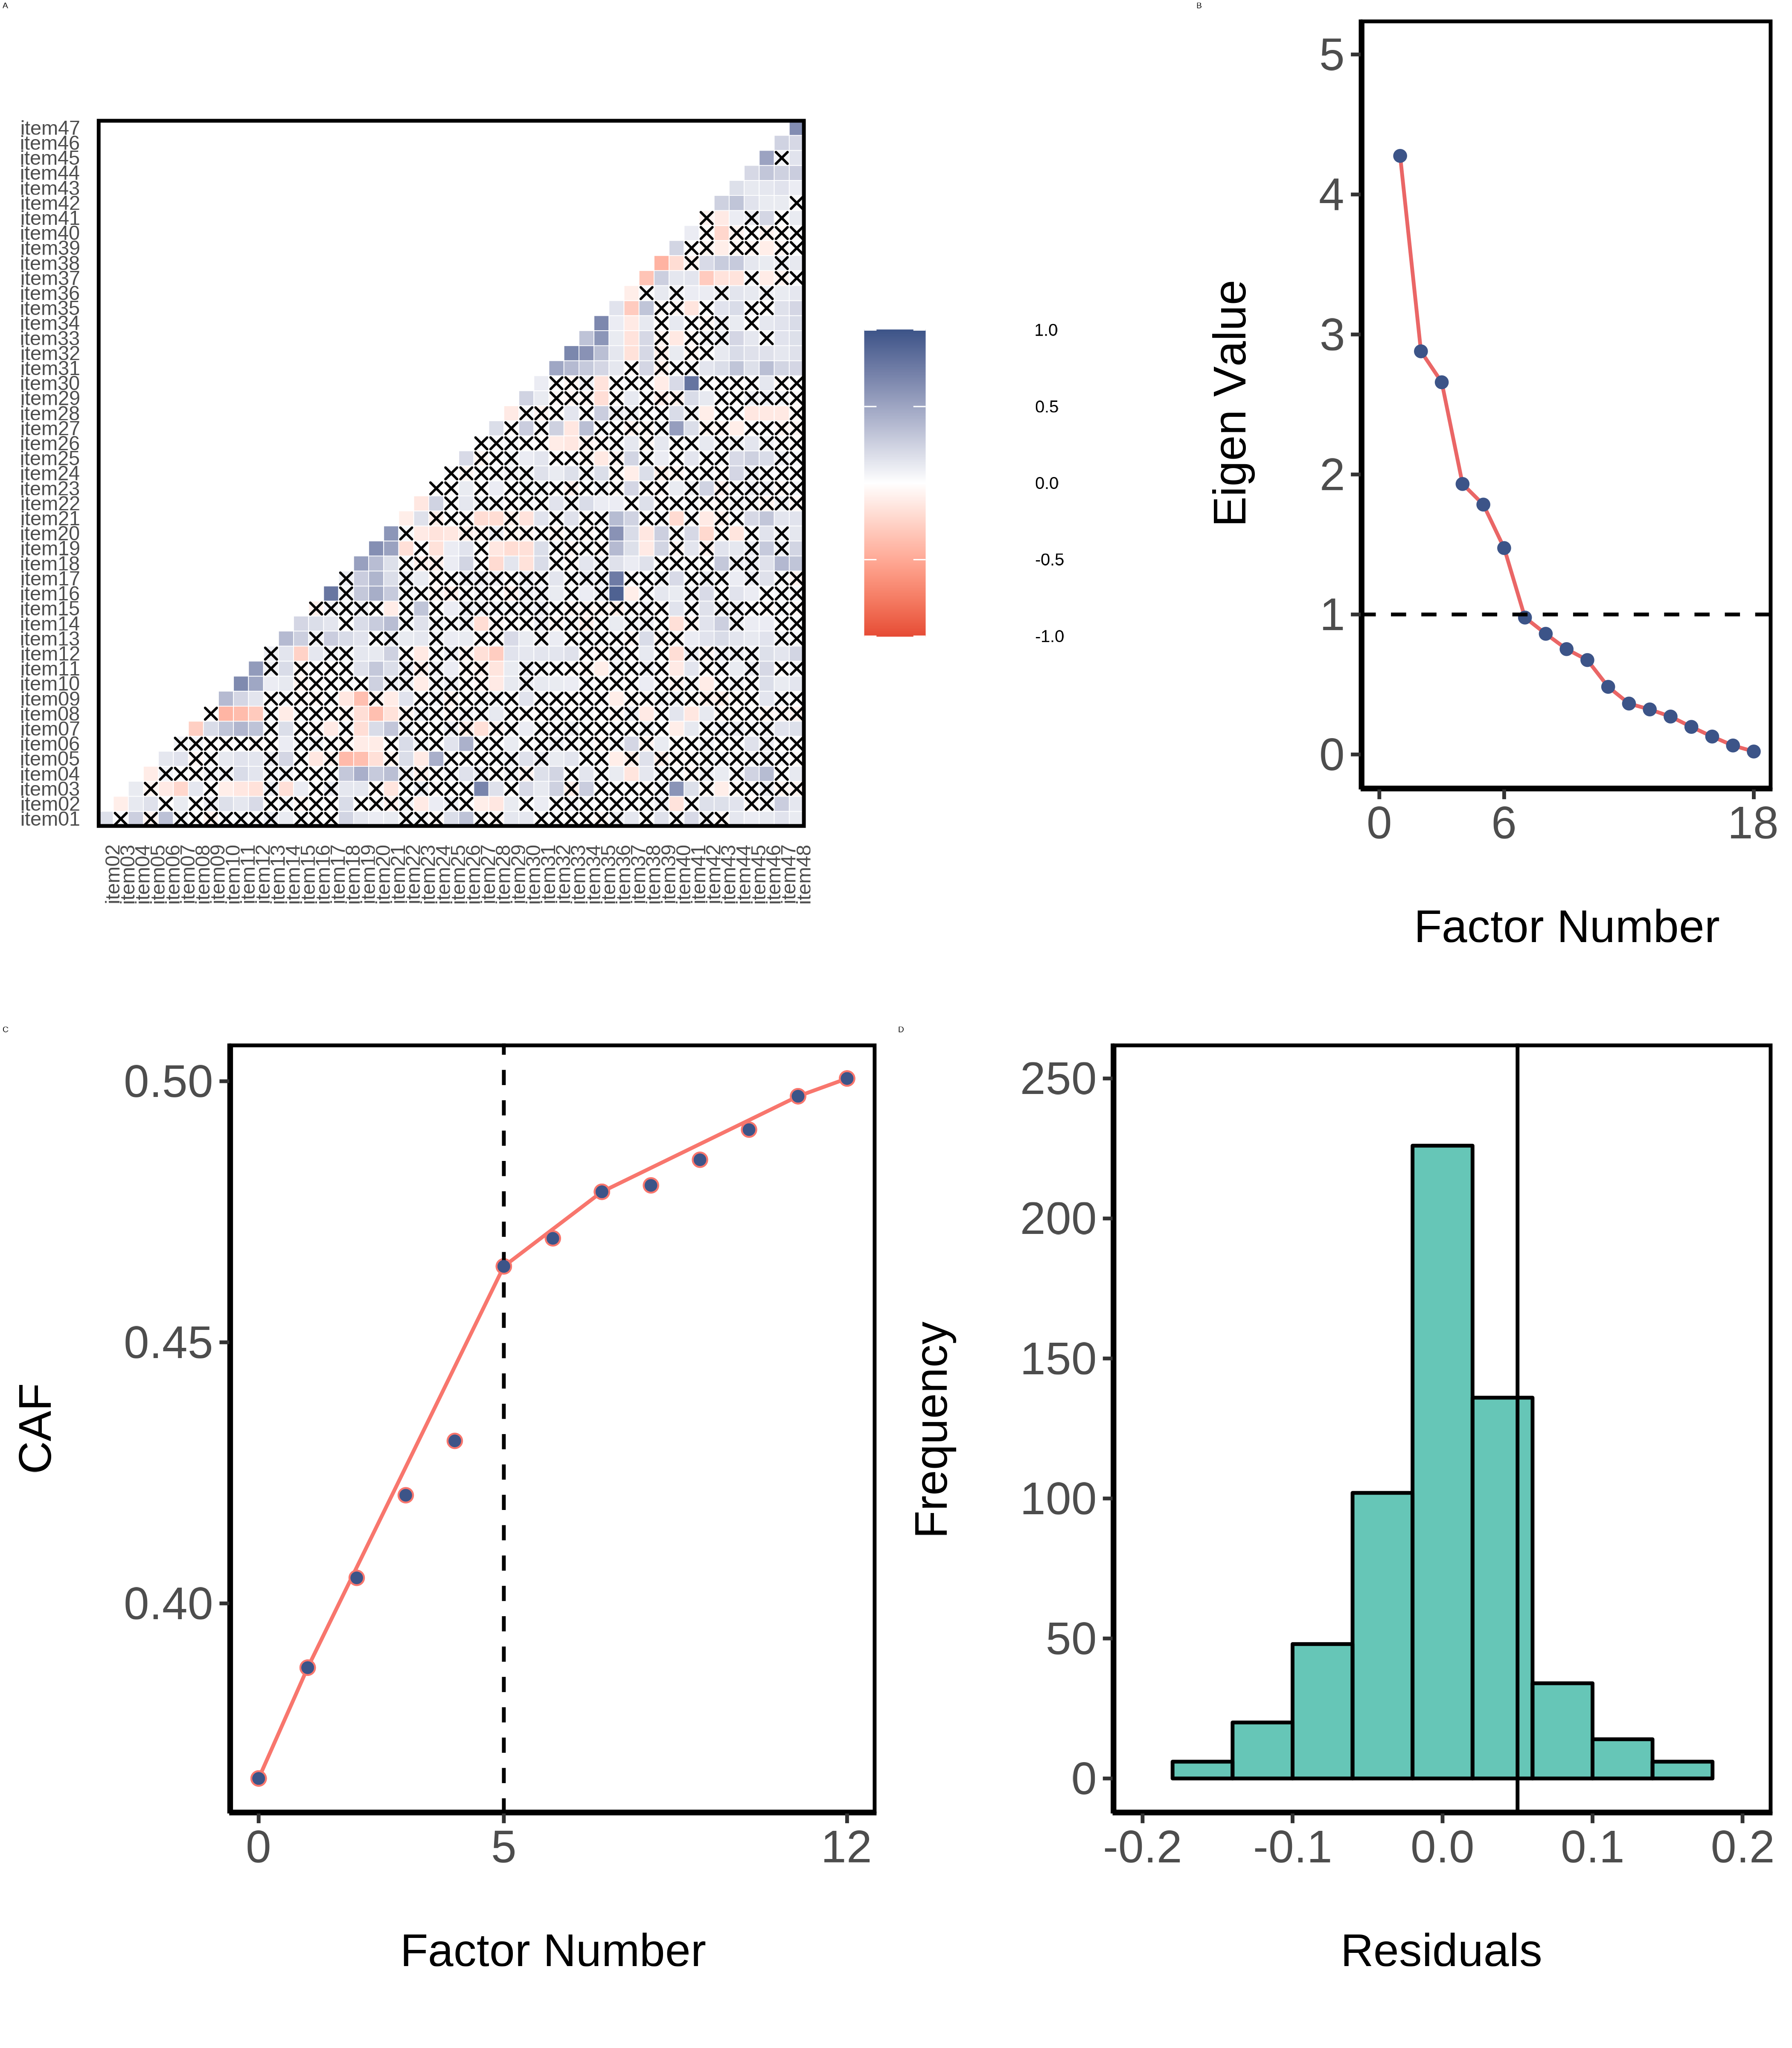 A
item47
item46
item45
item44
item43
item42
item41
item40
item39
item38
item37
item36
item35
item34
item33
item32
item31
item30
item29
item28
item27
item26
item25
item24
item23
item22
item21
item20
item19
item18
item17
item16
item15
item14
item13
item12
item11
item10
item09
item08
item07
item06
item05
item04
item03
item02
item01
item02
item03
item04
item05
item06
item07
item08
item09
item10
item11
item12
item13
item14
item15
item16
item17
item18
item19
item20
item21
item22
item23
item24
item25
item26
item27
item28
item29
item30
item31
item32
item33
item34
item35
item36
item37
item38
item39
item40
item41
item42
item43
item44
item45
item46
item47
item48
1.0
0.5
0.0
-0.5
-1.0
B
Eigen Value
5
4
3
2
1
0
0 6 18
Factor Number
C
CAF
0.50
0.45
0.40
0 5 12
Factor Number
D
Frequency
250
200
150
100
50
0
-0.2 -0.1 0.0 0.1 0.2
Residuals